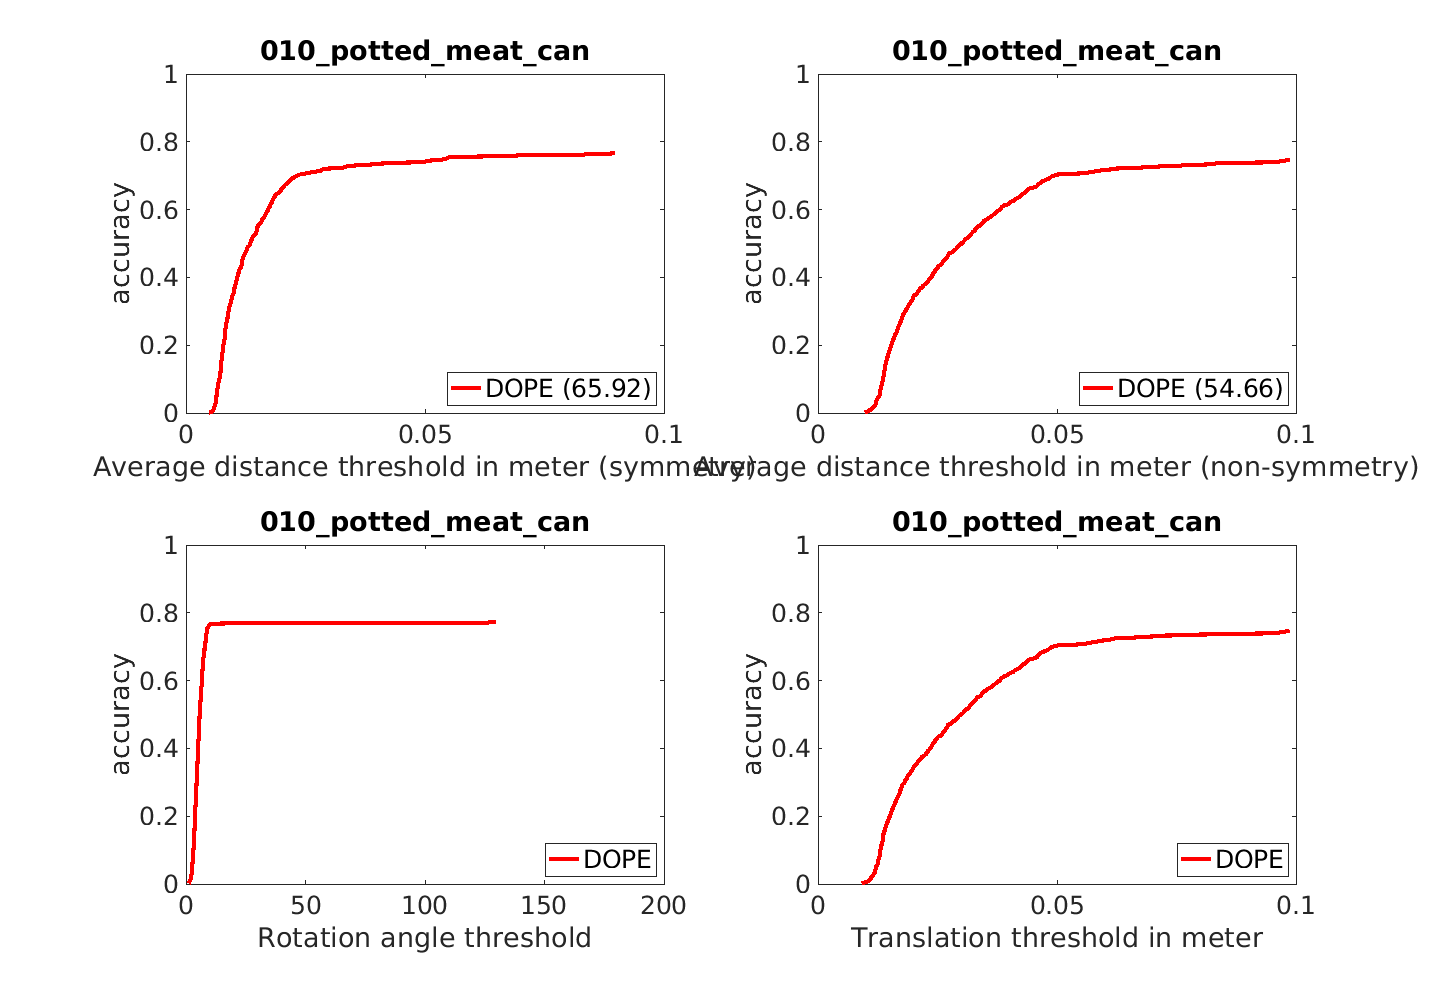 010_potted_meat_can
1
0.8
0.6
0.4
0.2
0
accuracy
DOPE (65.92)
0 0.05 0.1
Average distance threshold in meter (symmetry)
010_potted_meat_can
1
0.8
0.6
0.4
0.2
0
accuracy
DOPE (54.66)
0 0.05 0.1
Average distance threshold in meter (non-symmetry)
010_potted_meat_can
1
0.8
0.6
0.4
0.2
0
accuracy
DOPE
0 50 100 150 200
Rotation angle threshold
010_potted_meat_can
1
0.8
0.6
0.4
0.2
0
accuracy
DOPE
0 0.05 0.1
Translation threshold in meter